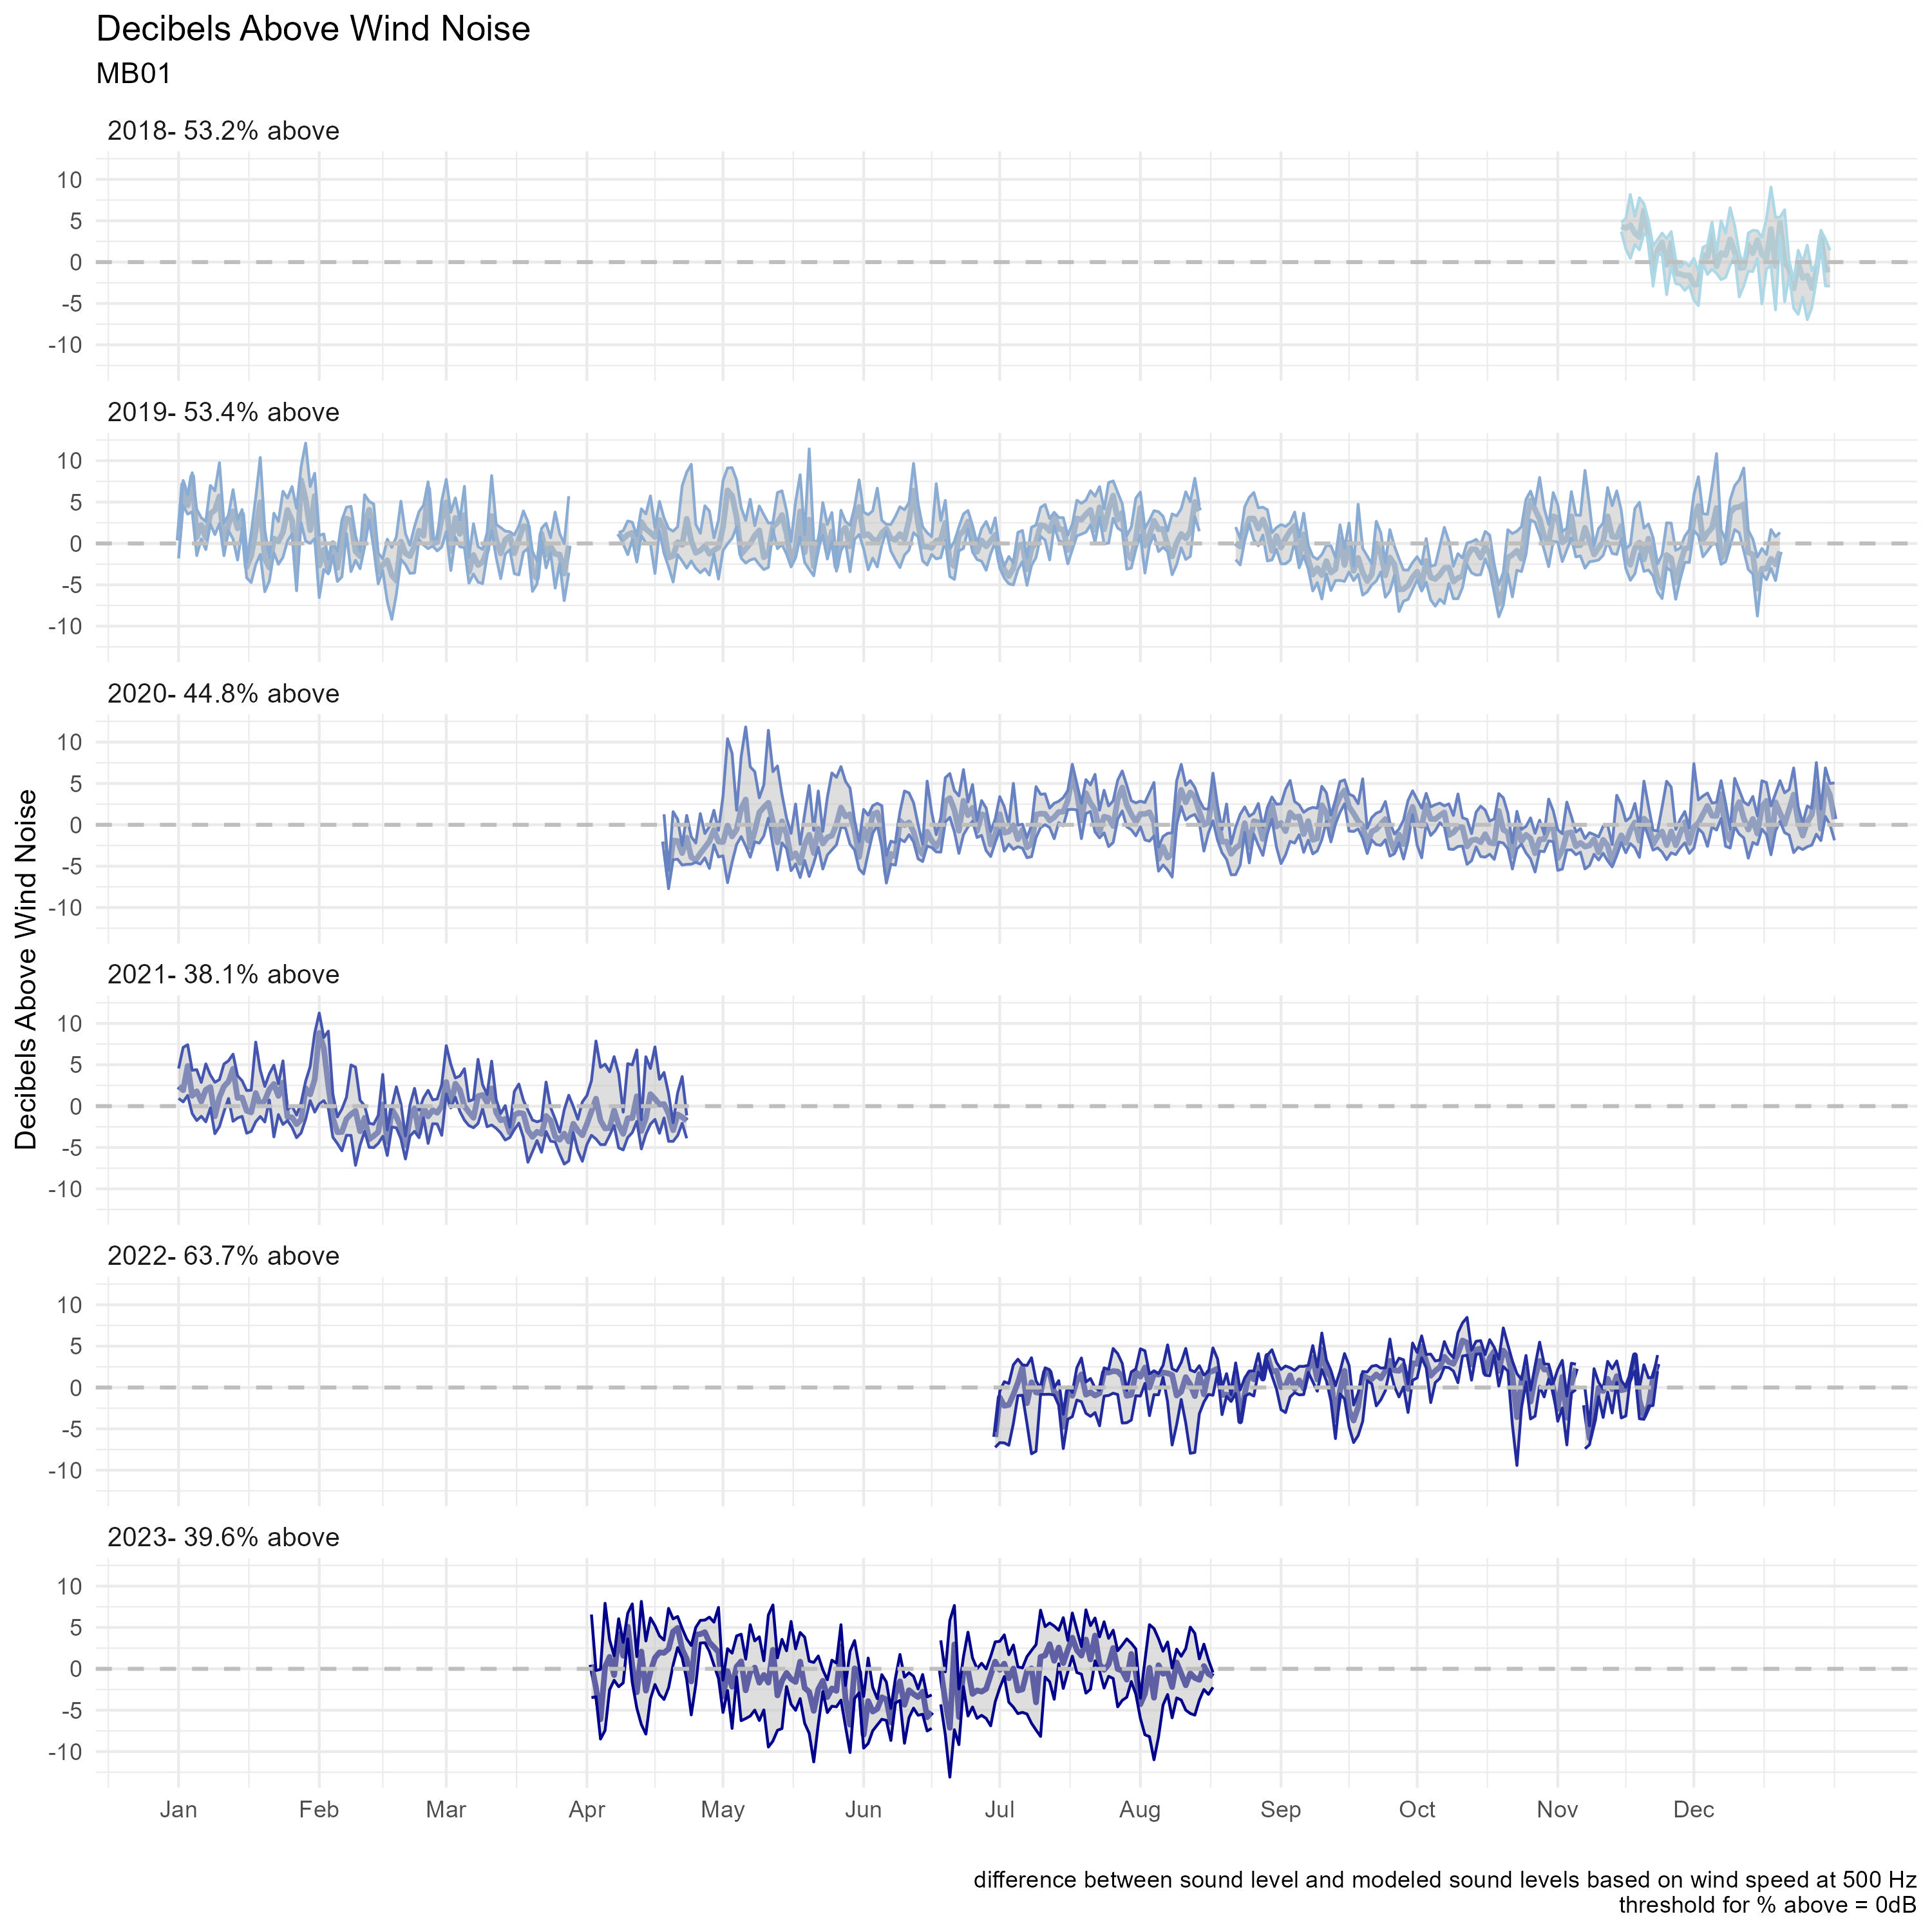 Decibels Above Wind Noise
MB01
2018- 53.2% above
10
5
0
-5
-10
2019- 53.4% above
10
5
0
-5
-10
2020- 44.8% above
10
5
0
-5
-10
Decibels Above Wind Noise
2021- 38.1% above
10
5
0
-5
-10
2022- 63.7% above
10
5
0
-5
-10
2023- 39.6% above
10
5
0
-5
-10
Jan Feb Mar Apr May Jun Jul Aug Sep Oct Nov Dec
difference between sound level and modeled sound levels based on wind speed at 500 Hz
threshold for % above = 0dB